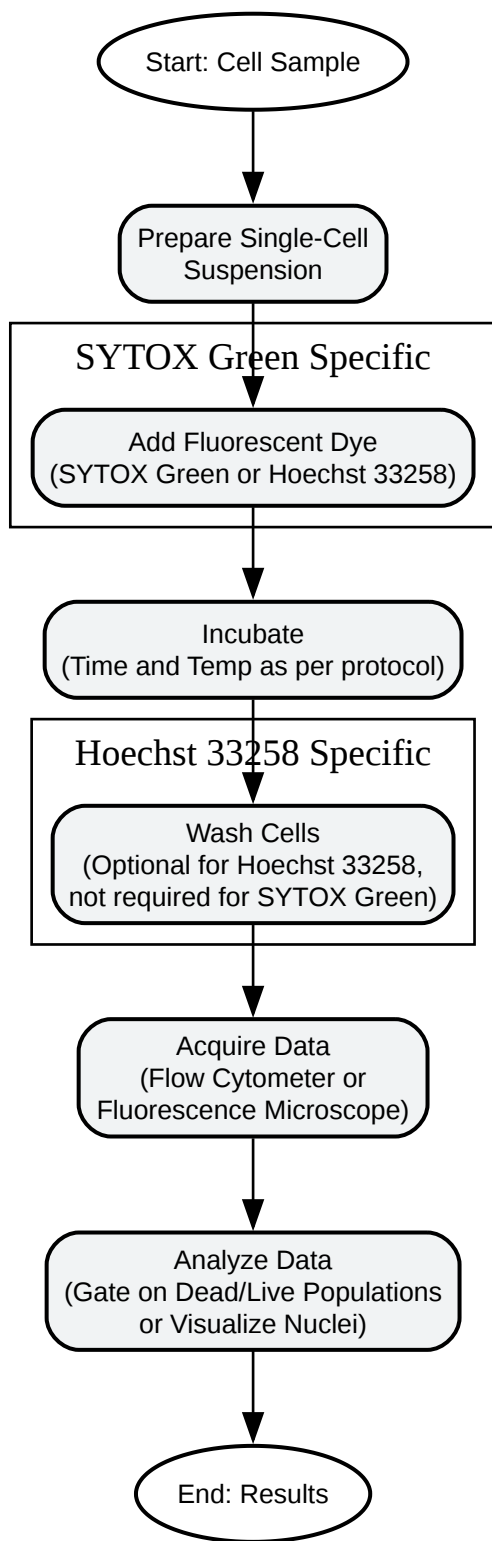 Start: Cell Sample
Prepare Single-Cell
Suspension
SYTOX Green Specific
Add Fluorescent Dye
(SYTOX Green or Hoechst 33258)
Incubate
(Time and Temp as per protocol)
Hoechst 33258 Specific
Wash Cells
(Optional for Hoechst 33258,
not required for SYTOX Green)
Acquire Data
(Flow Cytometer or
Fluorescence Microscope)
Analyze Data
(Gate on Dead/Live Populations
or Visualize Nuclei)
End: Results